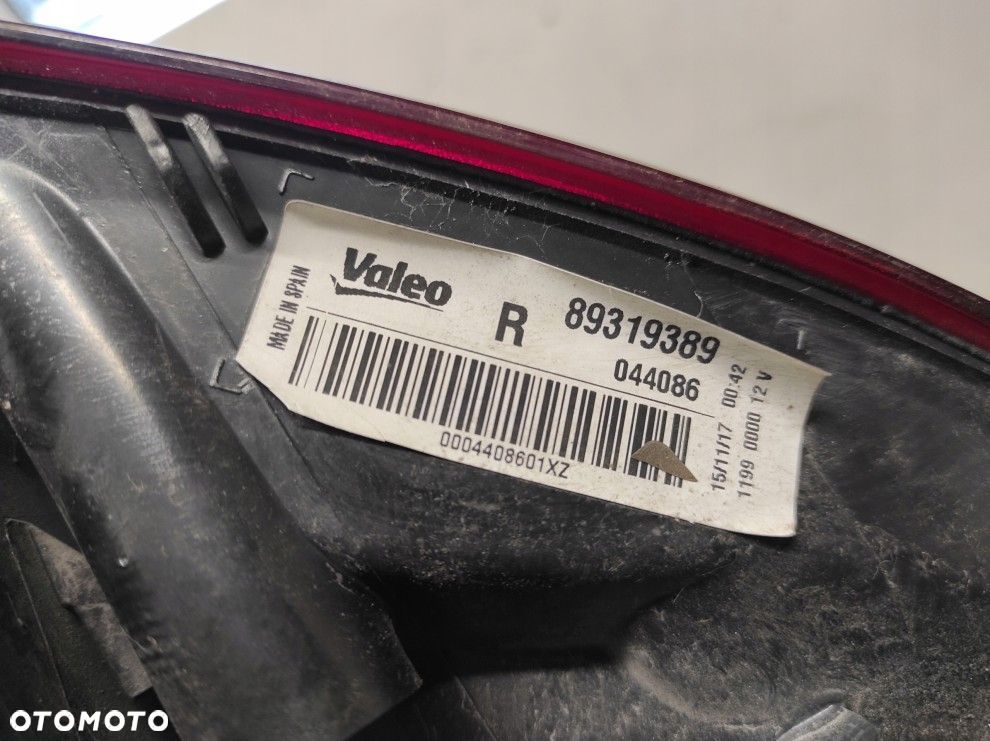 MADE IN SPAIN
Valeo
R
89319389
044086
0004408601XZ
15/11/17 00:42
1199 0000 12 V
OTOMOTO